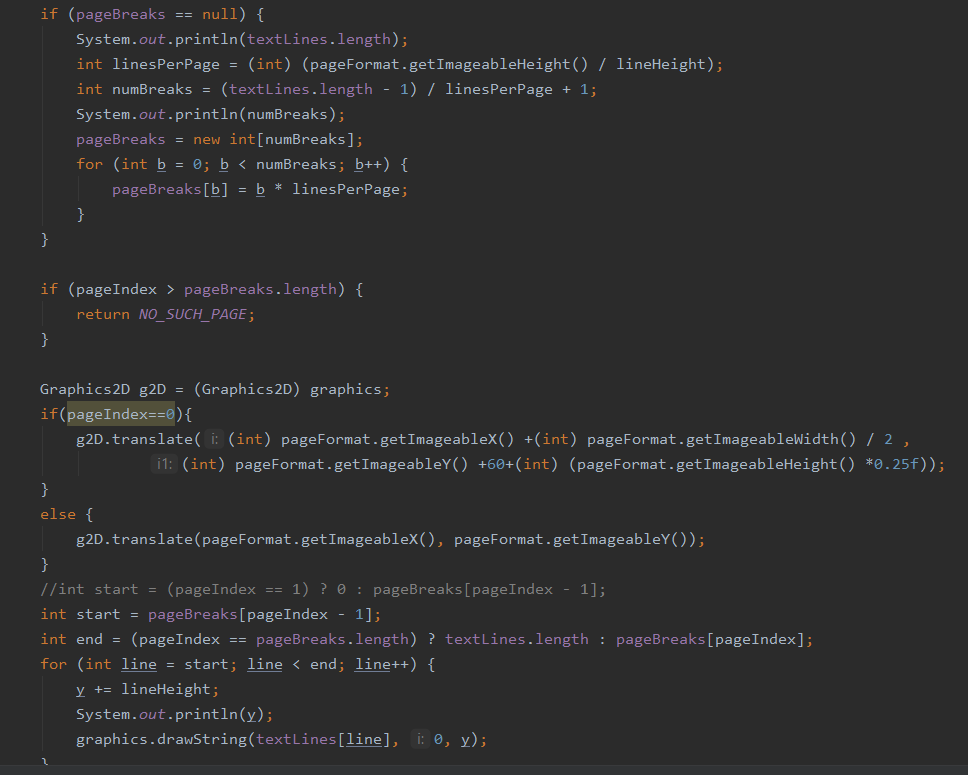 if (pageBreaks == null) {
System.out.println(textLines.length);
int linesPerPage = (int) (pageFormat.getImageableHeight() / lineHeight);
int numBreaks = (textLines.length - 1) / linesPerPage + 1;
System.out.println(numBreaks);
pageBreaks = new int[numBreaks];
for (int b = 0; b < numBreaks; b++) {
pageBreaks[b] = b * linesPerPage;
}
}
if (pageIndex > pageBreaks.length) {
return NO_SUCH_PAGE;
}
Graphics2D g2D = (Graphics2D) graphics;
if(pageIndex==0){
g2D.translate( i: (int) pageFormat.getImageableX() +(int) pageFormat.getImageableWidth() / 2 ,
i1: (int) pageFormat.getImageableY() +60+(int) (pageFormat.getImageableHeight() *0.25f));
}
else {
g2D.translate(pageFormat.getImageableX(), pageFormat.getImageableY());
}
//int start = (pageIndex == 1) ? 0 : pageBreaks[pageIndex - 1];
int start = pageBreaks[pageIndex - 1];
int end = (pageIndex == pageBreaks.length) ? textLines.length : pageBreaks[pageIndex];
for (int line = start; line < end; line++) {
y += lineHeight;
System.out.println(y);
graphics.drawString(textLines[line], i: 0, y);
}